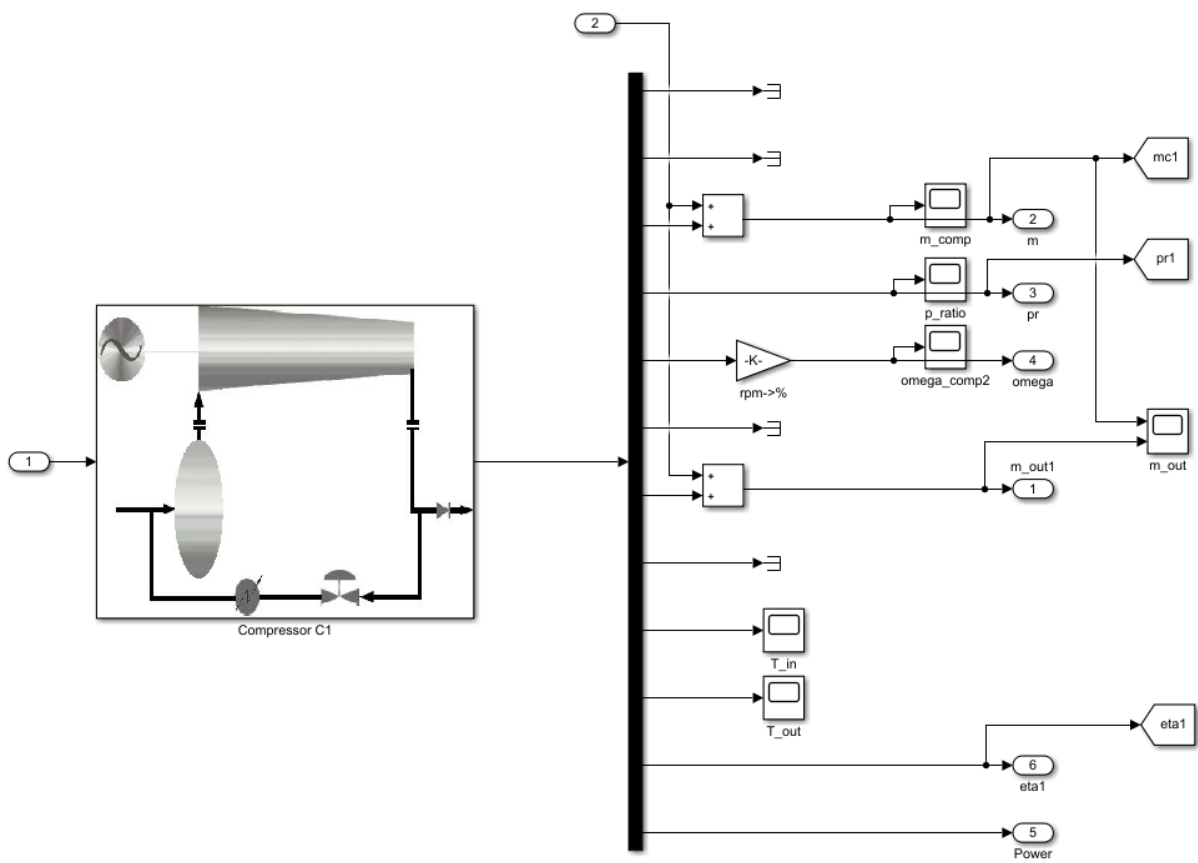 2
+
+
mc1
m_comp
2
m
pr1
p_ratio
3
pr
-K-
rpm->%
omega_comp2
4
omega
1
Compressor C1
+
+
m_out1
1
m_out
T_in
T_out
eta1
6
eta1
5
Power